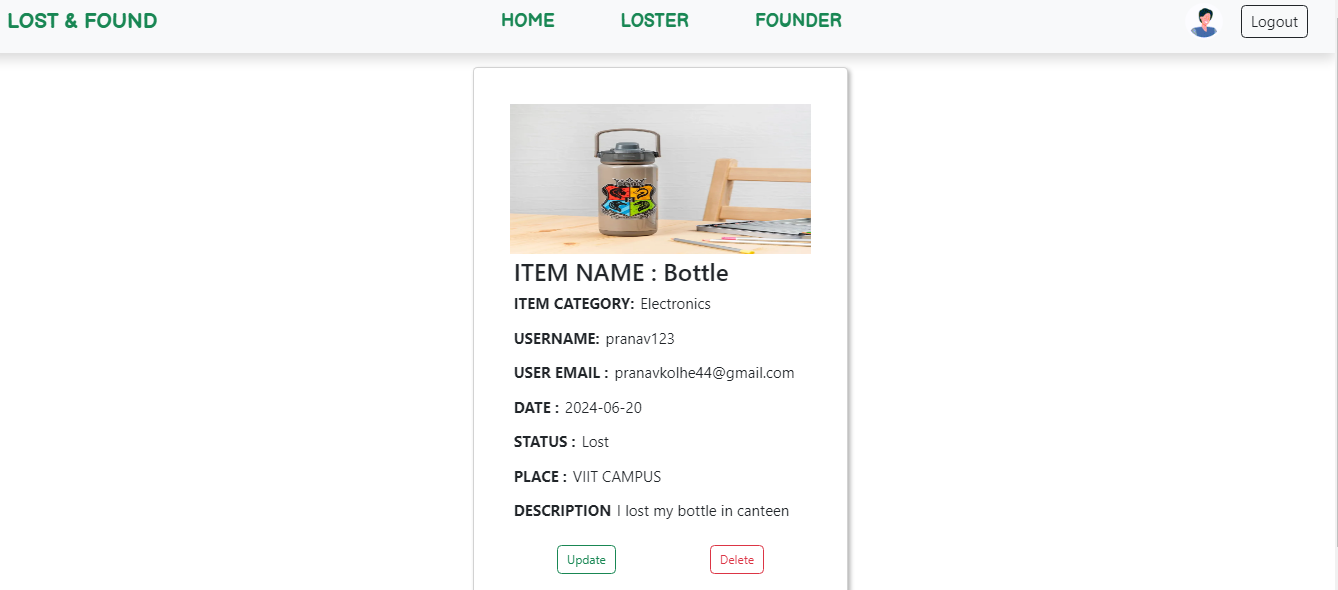 LOST & FOUND
HOME
LOSTER
FOUNDER
Logout
ITEM NAME : Bottle
ITEM CATEGORY: Electronics
USERNAME: pranav123
USER EMAIL : pranavkolhe44@gmail.com
DATE : 2024-06-20
STATUS : Lost
PLACE : VIIT CAMPUS
DESCRIPTION I lost my bottle in canteen
Update
Delete